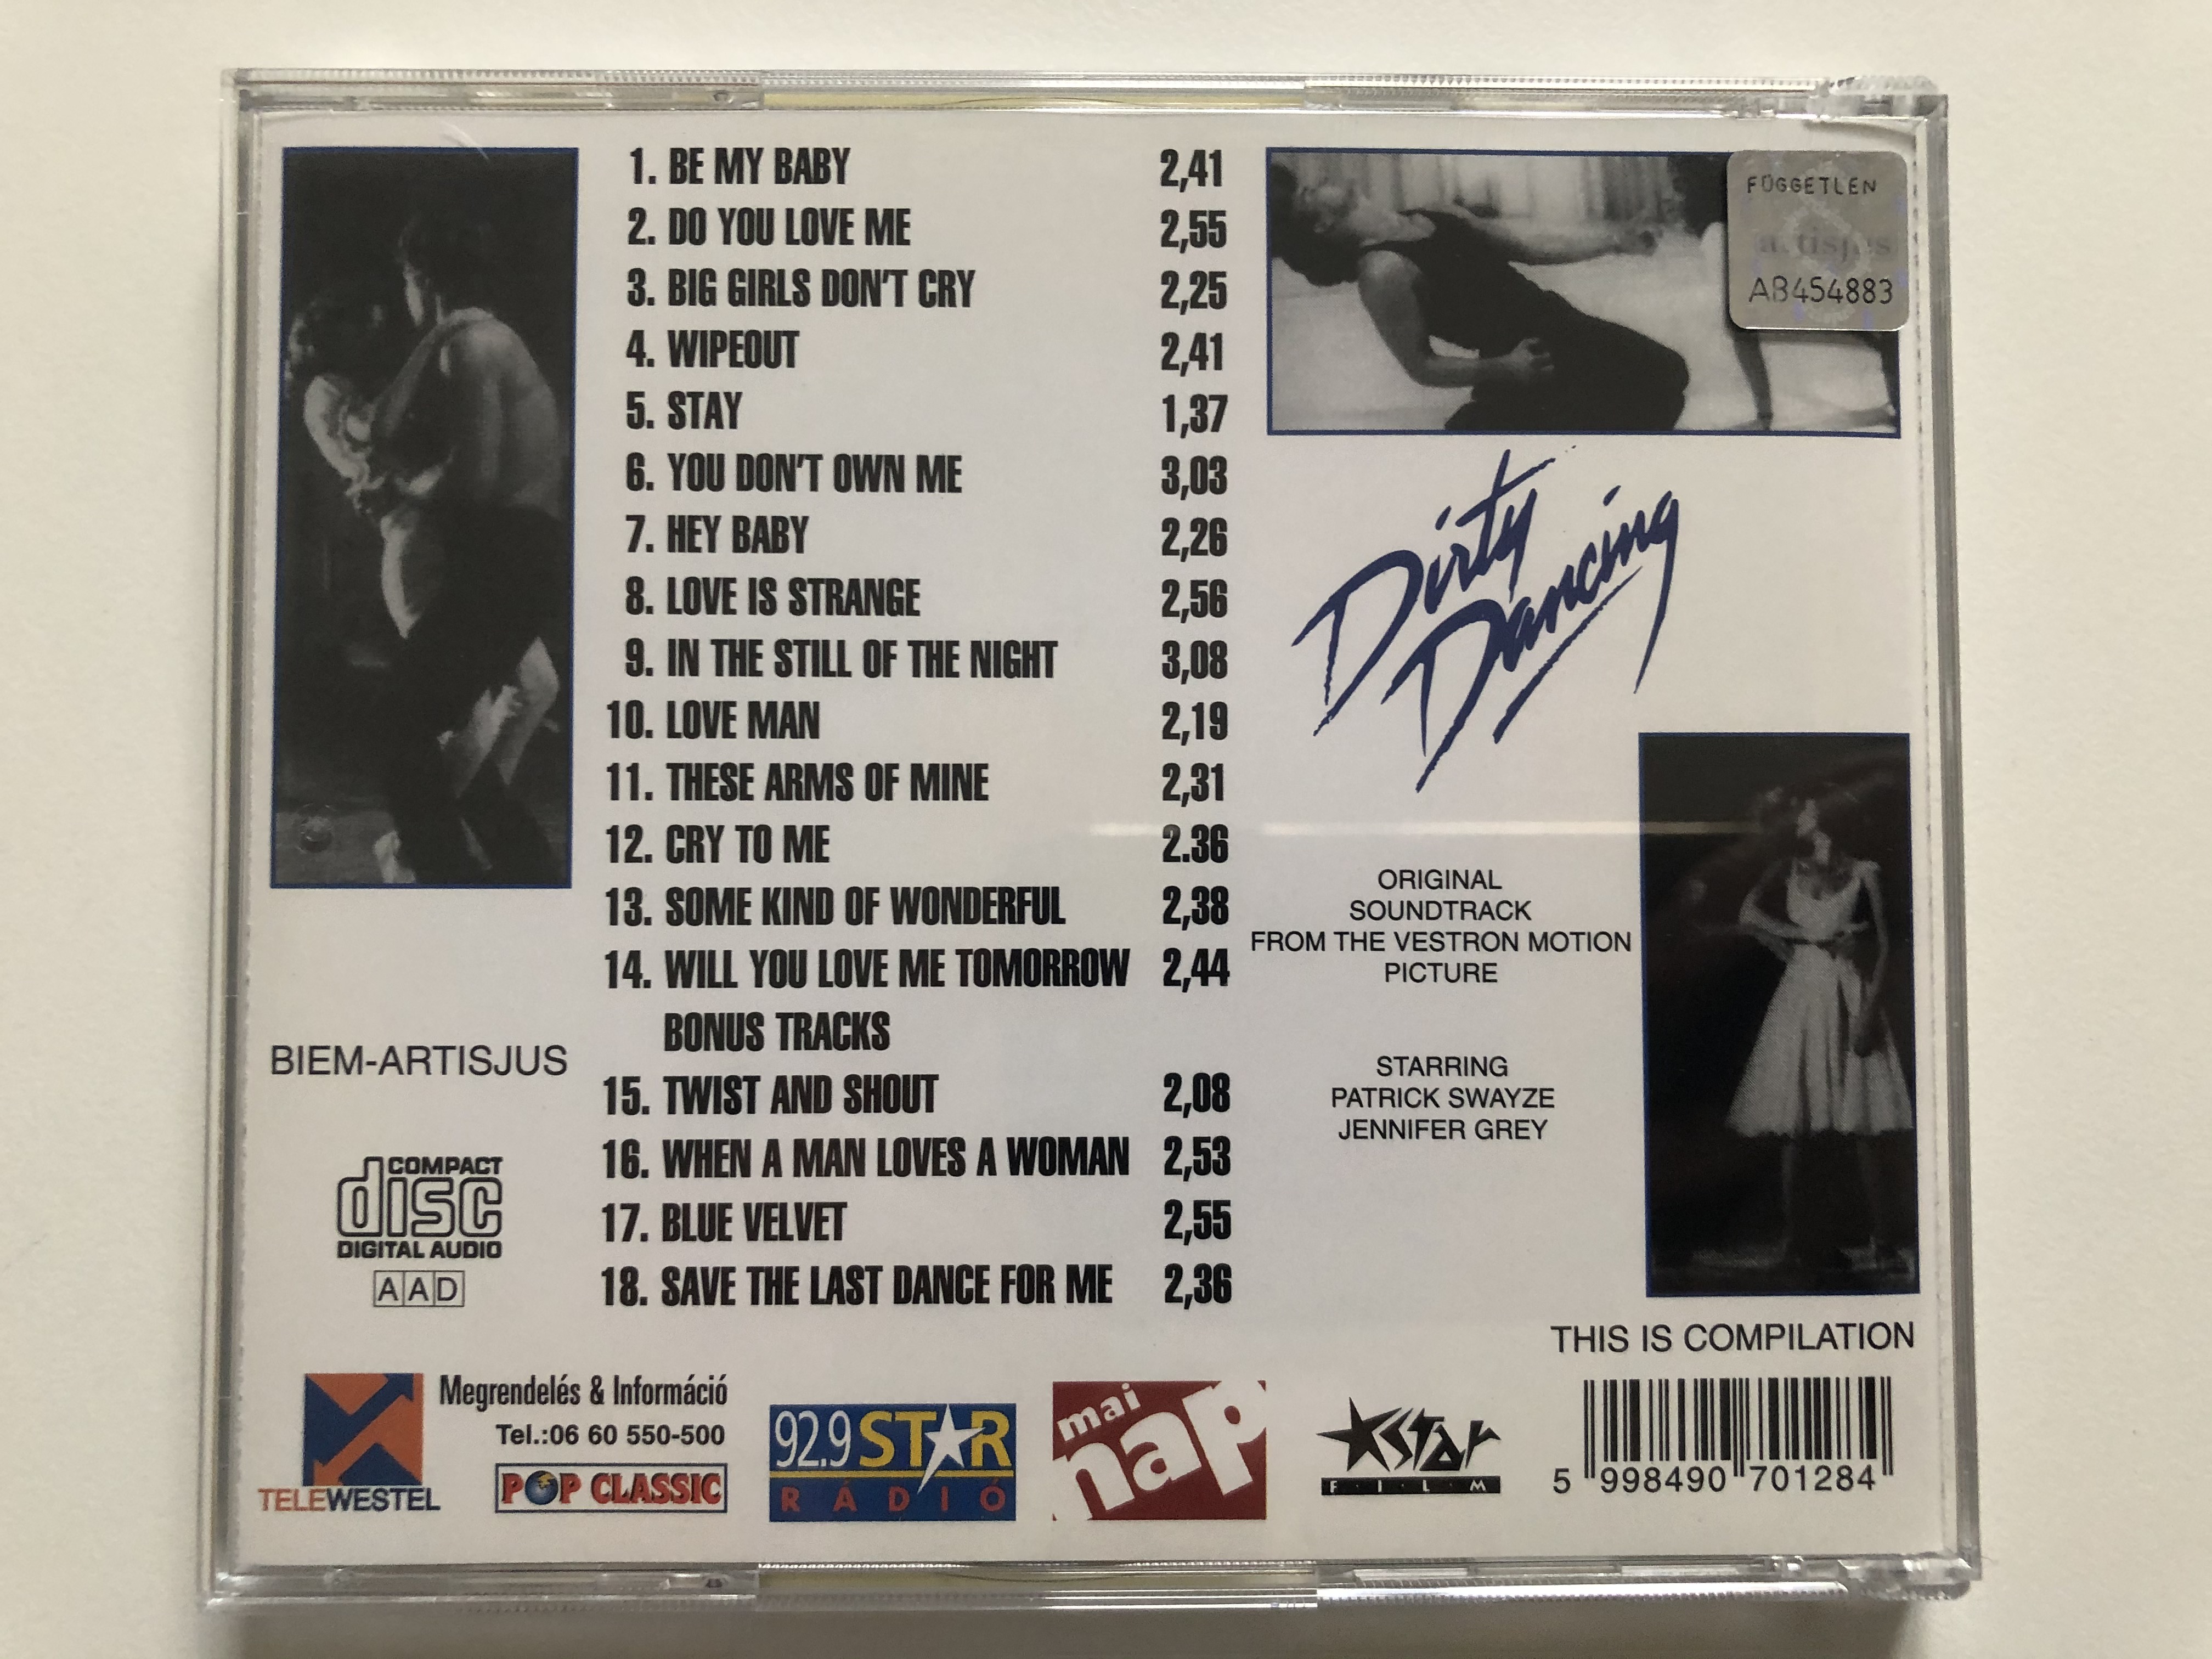 1. BE MY BABY 2,41
2. DO YOU LOVE ME 2,55
3. BIG GIRLS DON'T CRY 2,25
4. WIPEOUT 2,41
5. STAY 1,37
6. YOU DON'T OWN ME 3,03
7. HEY BABY 2,26
8. LOVE IS STRANGE 2,56
9. IN THE STILL OF THE NIGHT 3,08
10. LOVE MAN 2,19
11. THESE ARMS OF MINE 2,31
12. CRY TO ME 2.36
13. SOME KIND OF WONDERFUL 2,38
14. WILL YOU LOVE ME TOMORROW 2,44
BONUS TRACKS
15. TWIST AND SHOUT 2,08
16. WHEN A MAN LOVES A WOMAN 2,53
17. BLUE VELVET 2,55
18. SAVE THE LAST DANCE FOR ME 2,36
FÜGGETLEN
artisjus
AB454883
Dirty
Dancing
ORIGINAL
SOUNDTRACK
FROM THE VESTRON MOTION
PICTURE
STARRING
PATRICK SWAYZE
JENNIFER GREY
BIEM-ARTISJUS
COMPACT
disc
DIGITAL AUDIO
AAD
THIS IS COMPILATION
TELEWESTEL
Megrendelés & Információ
Tel.:06 60 550-500
POP CLASSIC
92.9 STAR
RÁDIÓ
mai
nap
Star
FILM
5 998490 701284